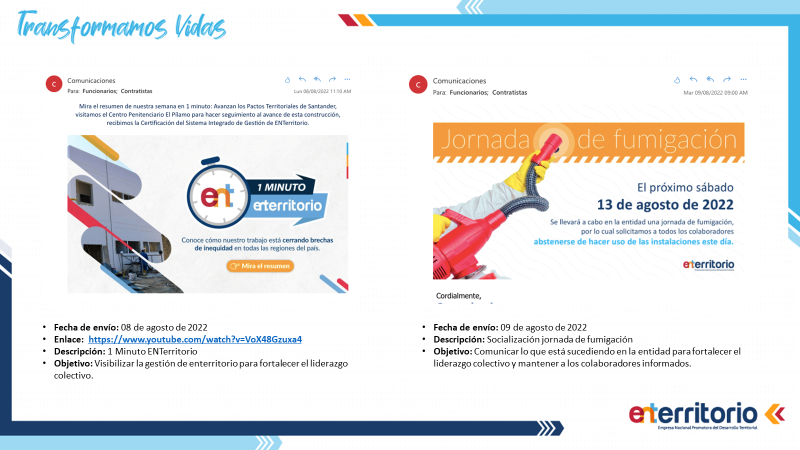 Transformamos Vidas
C
Comunicaciones
Para: Funcionarios; Contratistas
Lun 08/08/2022 11:10 AM
Mira el resumen de nuestra semana en 1 minuto: Avanzan los Pactos Territoriales de Santander,
visitamos el Centro Penitenciario El Pílamo para hacer seguimiento al avance de esta construcción,
recibimos la Certificación del Sistema Integrado de Gestión de ENTerritorio.
ent
1 MINUTO
enterritorio
Conoce cómo nuestro trabajo está cerrando brechas
de inequidad en todas las regiones del país.
Mira el resumen
• Fecha de envío: 08 de agosto de 2022
• Enlace: https://www.youtube.com/watch?v=VoX48Gzuxa4
• Descripción: 1 Minuto ENTerritorio
• Objetivo: Visibilizar la gestión de enterritorio para fortalecer el liderazgo
colectivo.
C
Comunicaciones
Para: Funcionarios; Contratistas
Mar 09/08/2022 09:00 AM
Jornada de fumigación
El próximo sábado
13 de agosto de 2022
Se llevará a cabo en la entidad una jornada de fumigación,
por lo cual solicitamos a todos los colaboradores
abstenerse de hacer uso de las instalaciones este día.
enterritorio
Cordialmente,
• Fecha de envío: 09 de agosto de 2022
• Descripción: Socialización jornada de fumigación
• Objetivo: Comunicar lo que está sucediendo en la entidad para fortalecer el
liderazgo colectivo y mantener a los colaboradores informados.
enterritorio
Empresa Nacional Promotora del Desarrollo Territorial